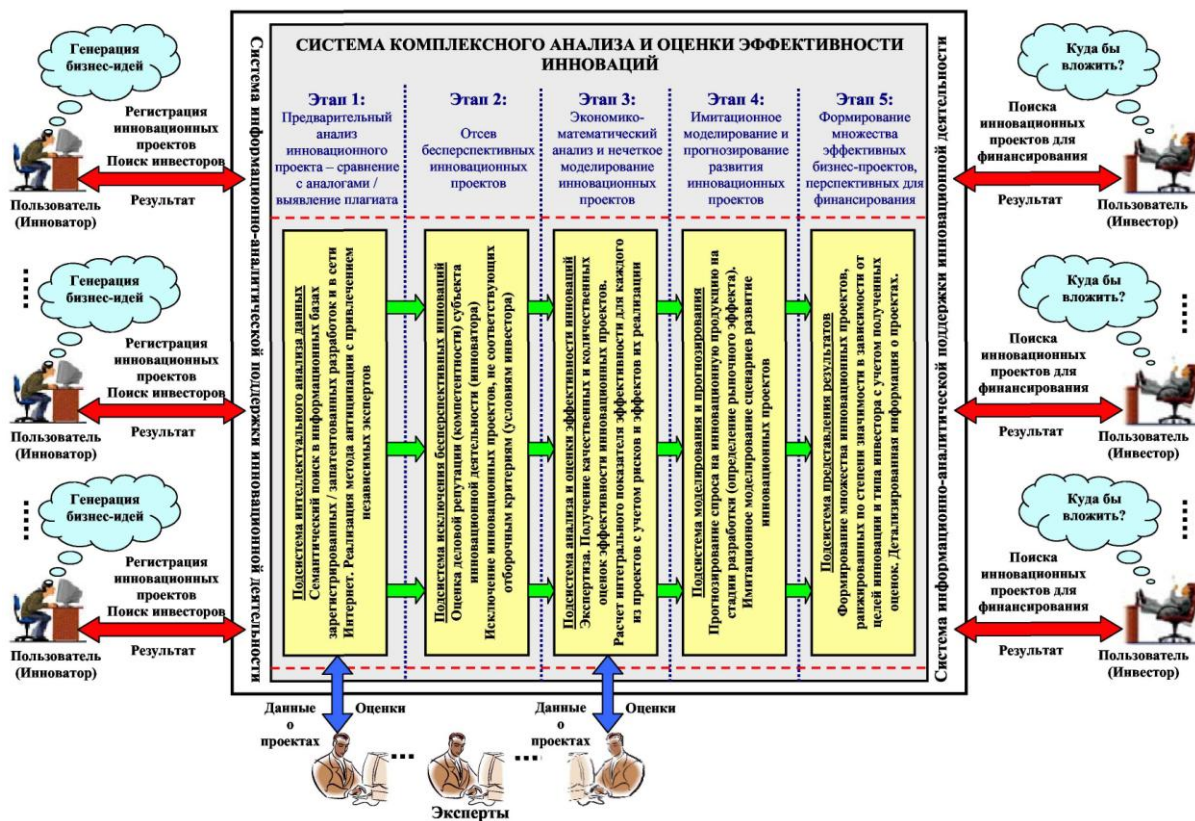 СИСТЕМА КОМПЛЕКСНОГО АНАЛИЗА И ОЦЕНКИ ЭФФЕКТИВНОСТИ
ИННОВАЦИЙ
Система информационно-аналитической поддержки инновационной деятельности
Этап 1:
Предварительный
анализ
инновационного
проекта – сравнение
с аналогами /
выявление плагиата
Этап 2:
Отсев
бесперспективных
инновационных
проектов
Этап 3:
Экономико-
математический
анализ и нечеткое
моделирование
инновационных
проектов
Этап 4:
Имитационное
моделирование и
прогнозирование
развития
инновационных
проектов
Этап 5:
Формирование
множества
эффективных
бизнес-проектов,
перспективных для
финансирования
Система информационно-аналитической поддержки инновационной деятельности
Подсистема интеллектуального анализа данных
Семантический поиск в информационных базах
зарегистрированных / запатентованных разработок и в сети
Интернет. Реализация метода антиципации с привлечением
независимых экспертов
Подсистема исключения бесперспективных инноваций
Оценка деловой репутации (компетентности) субъекта
инновационной деятельности (инноватора)
Исключение инновационных проектов, не соответствующих
отборочным критериям (условиям инвестора)
Подсистема анализа и оценки эффективности инноваций
Экспертиза. Получение качественных и количественных
оценок эффективности инновационных проектов.
Расчет интегрального показателя эффективности для каждого
из проектов с учетом рисков и эффектов их реализации
Подсистема моделирования и прогнозирования
Прогнозирование спроса на инновационную продукцию на
стадии разработки (определение рыночного эффекта).
Имитационное моделирование сценариев развитие
инновационных проектов
Подсистема представления результатов
Формирование множества инновационных проектов,
ранжированных по степени значимости в зависимости от
целей инновации и типа инвестора с учетом полученных
оценок. Детализированная информация о проектах.
Генерация
бизнес-идей
Регистрация
инновационных
проектов
Поиск инвесторов
Результат
Пользователь
(Инноватор)
Генерация
бизнес-идей
Регистрация
инновационных
проектов
Поиск инвесторов
Результат
Пользователь
(Инноватор)
Генерация
бизнес-идей
Регистрация
инновационных
проектов
Поиск инвесторов
Результат
Пользователь
(Инноватор)
Куда бы
вложить?
Поиска
инновационных
проектов для
финансирования
Результат
Пользователь
(Инвестор)
Куда бы
вложить?
Поиска
инновационных
проектов для
финансирования
Результат
Пользователь
(Инвестор)
Куда бы
вложить?
Поиска
инновационных
проектов для
финансирования
Результат
Пользователь
(Инвестор)
Данные
о
проектах
Оценки
Данные
о
проектах
Оценки
Эксперты